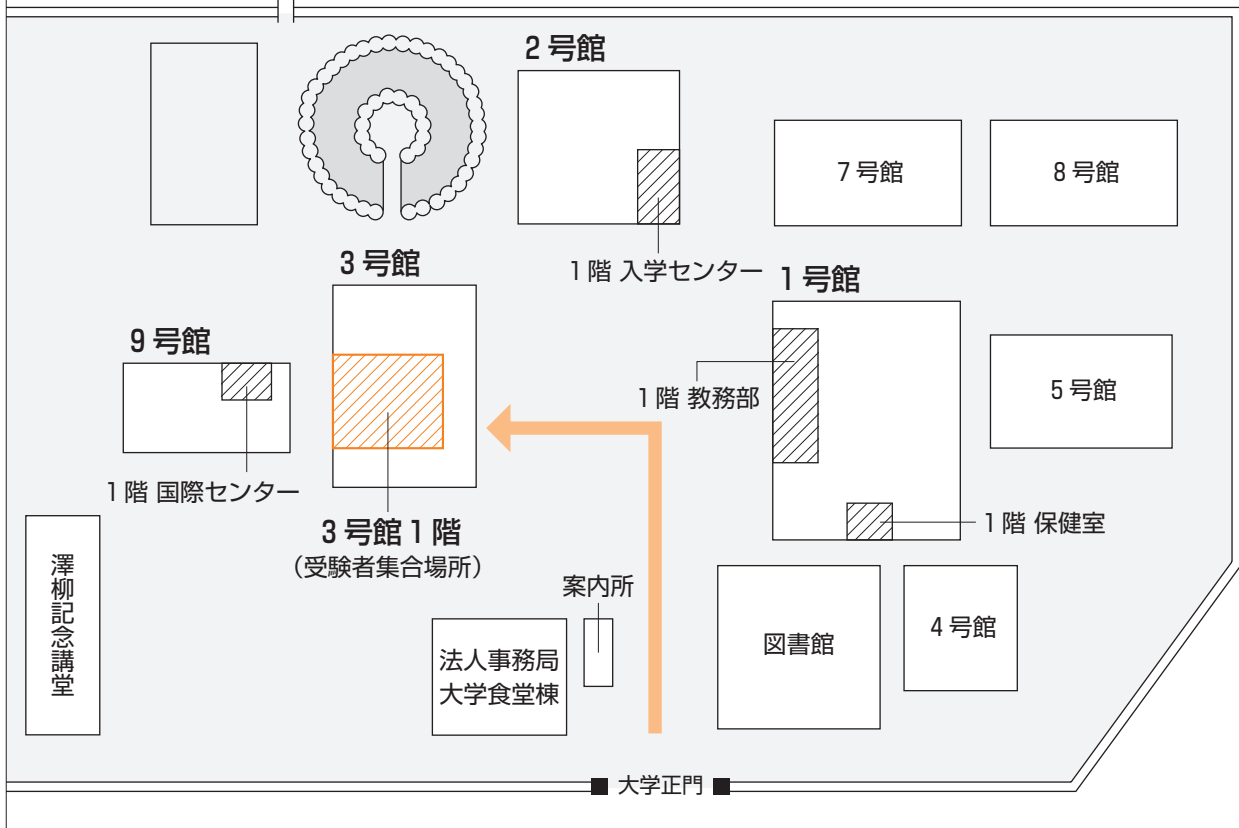 2号館
7号館
8号館
1階 入学センター
3号館
1号館
9号館
1階 教務部
5号館
1階 国際センター
3号館1階
（受験者集合場所）
1階 保健室
澤柳記念講堂
案内所
法人事務局
大学食堂棟
図書館
4号館
大学正門